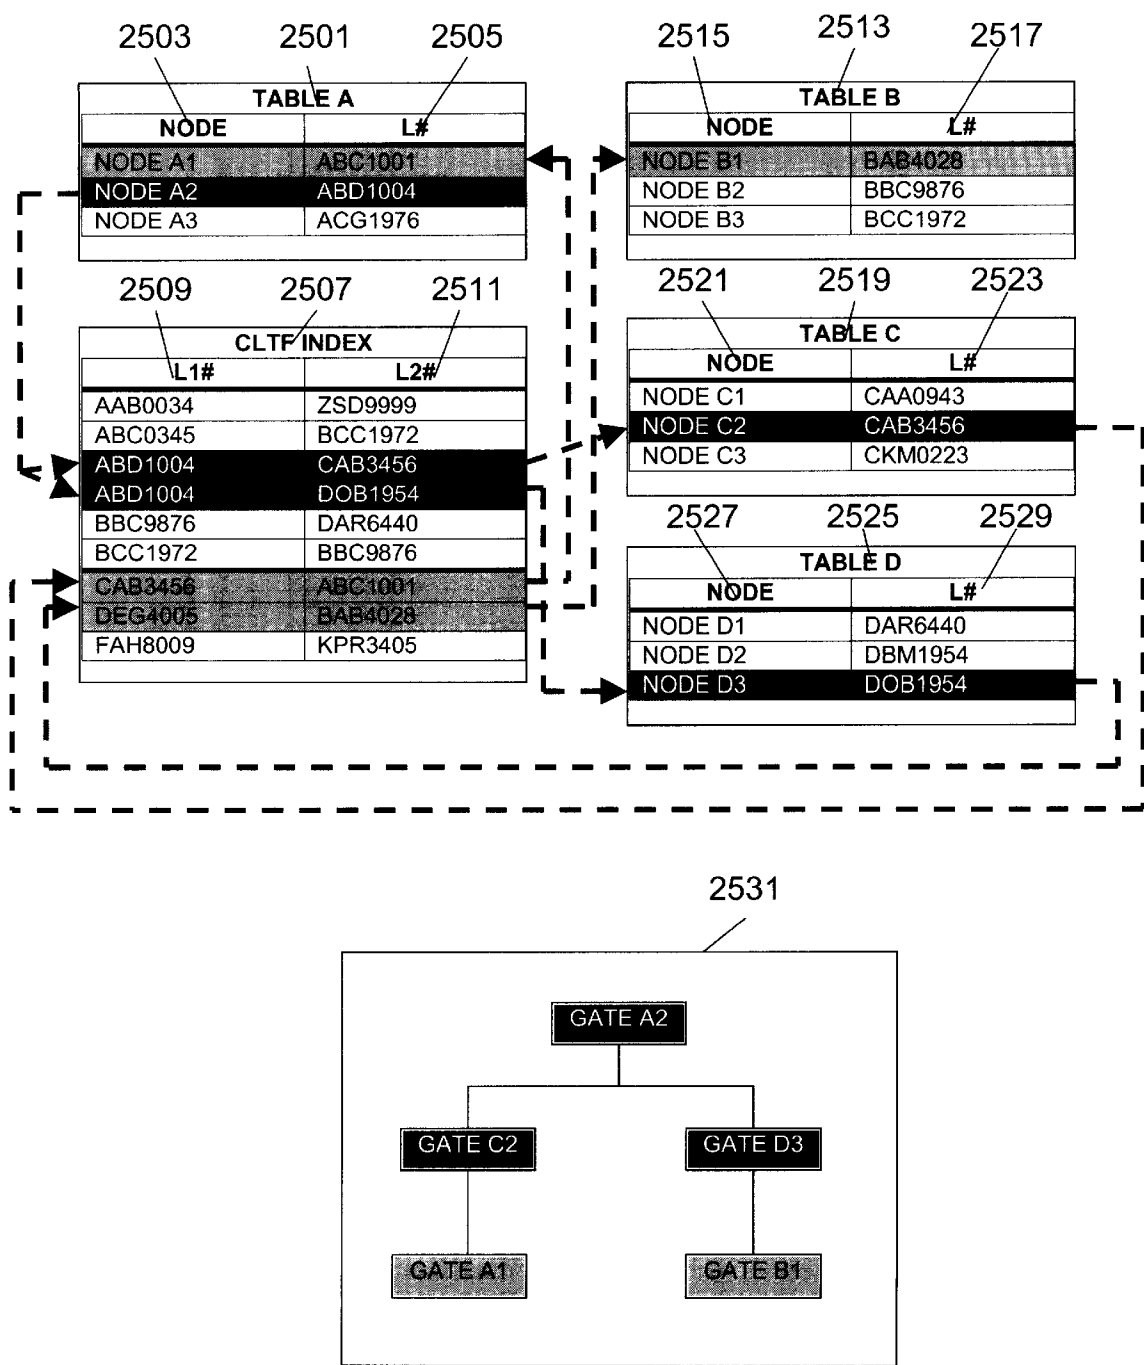 2503 2501 2505
TABLE A
NODE L#
NODE A1 ABC1001
NODE A2 ABD1004
NODE A3 ACG1976
2515 2513 2517
TABLE B
NODE L#
NODE B1 BAB4028
NODE B2 BBC9876
NODE B3 BCC1972
2509 2507 2511
CLTF INDEX
L1# L2#
AAB0034 ZSD9999
ABC0345 BCC1972
ABD1004 CAB3456
ABD1004 DOB1954
BBC9876 DAR6440
BCC1972 BBC9876
CAB3456 ABC1001
DEG4005 BAB4028
FAH8009 KPR3405
2521 2519 2523
TABLE C
NODE L#
NODE C1 CAA0943
NODE C2 CAB3456
NODE C3 CKM0223
2527 2525 2529
TABLE D
NODE L#
NODE D1 DAR6440
NODE D2 DBM1954
NODE D3 DOB1954
2531
GATE A2
GATE C2 GATE D3
GATE A1 GATE B1